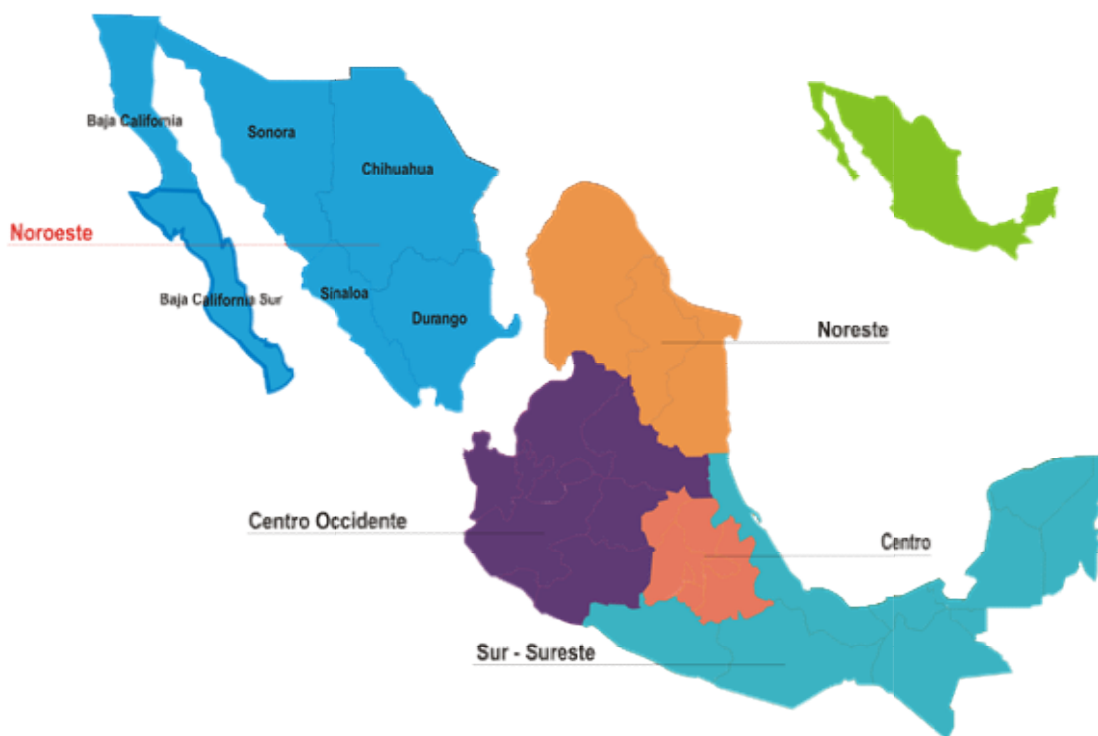 Baja California
Sonora
Chihuahua
Noroeste
Baja California Sur
Sinaloa
Durango
Noreste
Centro Occidente
Centro
Sur - Sureste